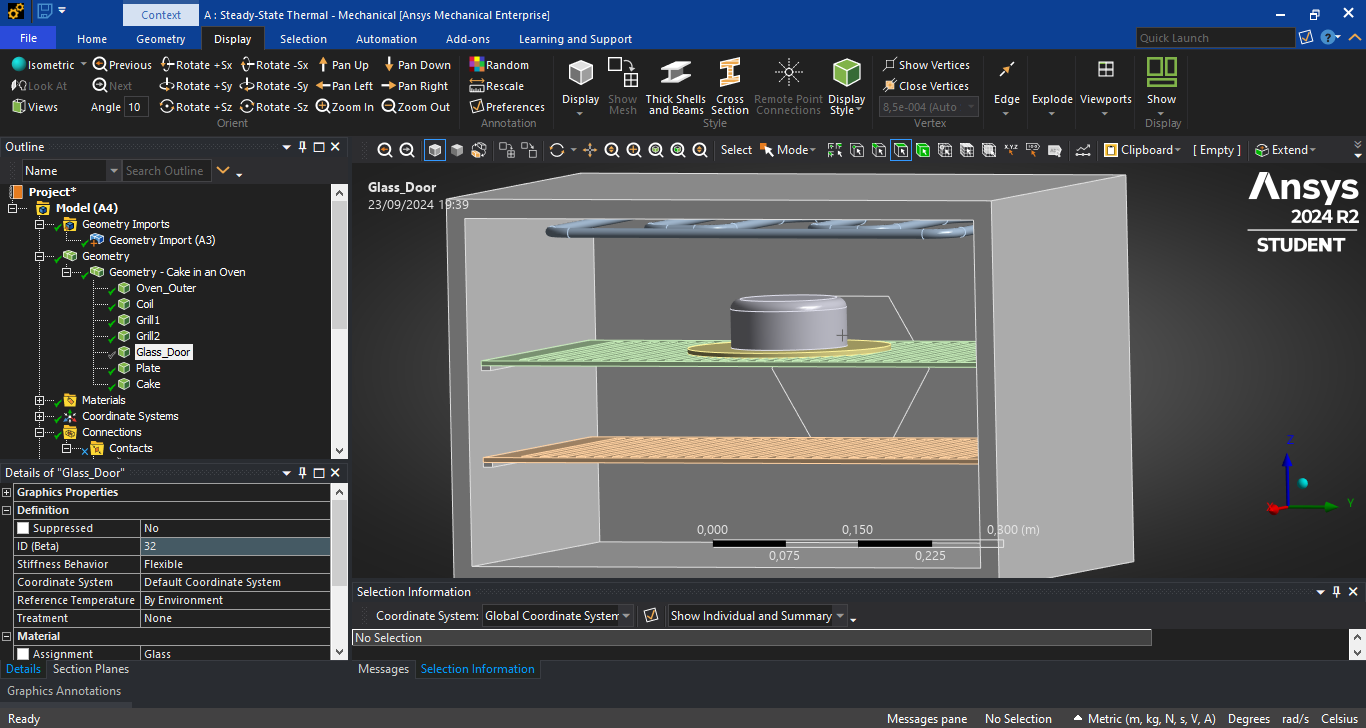 Context
A : Steady-State Thermal - Mechanical [Ansys Mechanical Enterprise]
File Home Geometry Display Selection Automation Add-ons Learning and Support Quick Launch
Isometric Previous Rotate +Sx Rotate -Sx Pan Up Pan Down Random Show Vertices
Look At Next Rotate +Sy Rotate -Sy Pan Left Pan Right Rescale Close Vertices
Views Angle 10 Rotate +Sz Rotate -Sz Zoom In Zoom Out Preferences 8,5e-004 (Auto
Display Show Mesh Thick Shells and Beams Cross Section Remote Point Connections Display Style Edge Explode Viewports Show
Orient Annotation Style Vertex Display
Outline
Name Search Outline
Select Mode Clipboard [ Empty ] Extend
Project*
Model (A4)
Geometry Imports
Geometry Import (A3)
Geometry
Geometry - Cake in an Oven
Oven_Outer
Coil
Grill1
Grill2
Glass_Door
Plate
Cake
Materials
Coordinate Systems
Connections
Contacts
Glass_Door
23/09/2024 19:39
Ansys
2024 R2
STUDENT
Z
Y
0,000 0,150 0,300 (m)
0,075 0,225
Details of "Glass_Door"
Graphics Properties
Definition
Suppressed No
ID (Beta) 32
Stiffness Behavior Flexible
Coordinate System Default Coordinate System
Reference Temperature By Environment
Treatment None
Material
Assignment Glass
Details Section Planes
Graphics Annotations
Selection Information
Coordinate System: Global Coordinate System Show Individual and Summary
No Selection
Messages Selection Information
Ready Messages pane No Selection Metric (m, kg, N, s, V, A) Degrees rad/s Celsius